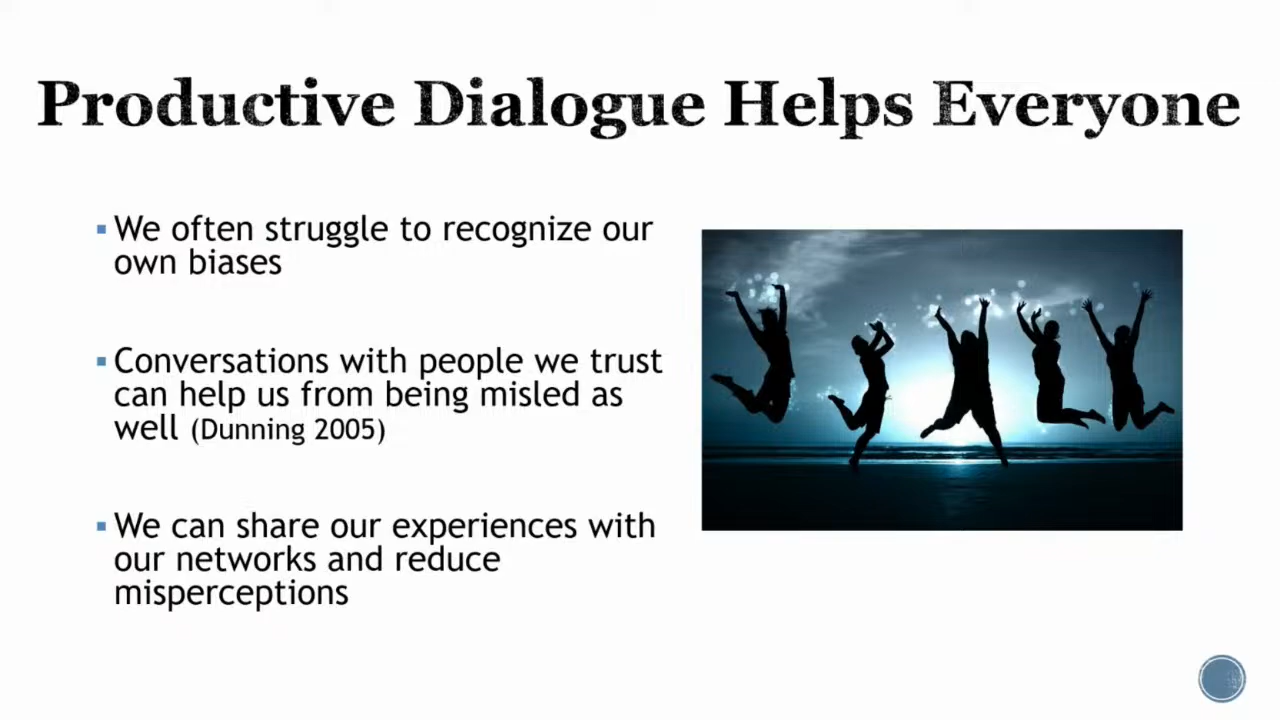 Productive Dialogue Helps Everyone
We often struggle to recognize our
own biases
Conversations with people we trust
can help us from being misled as
well (Dunning 2005)
We can share our experiences with
our networks and reduce
misperceptions